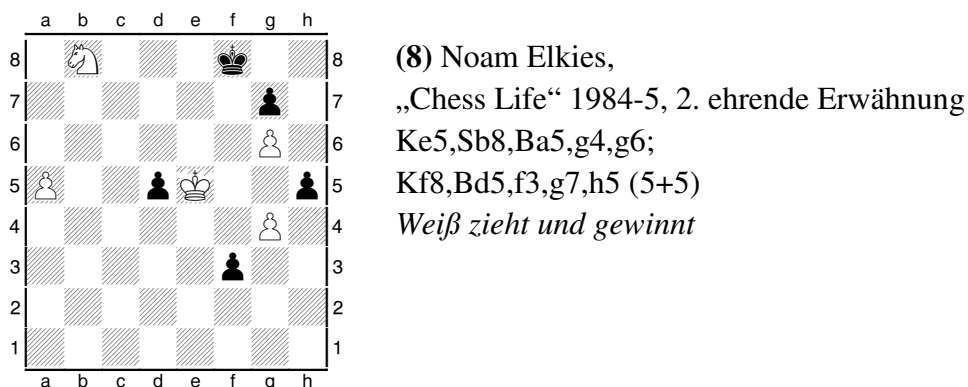 a b c d e f g h
8 8
(8) Noam Elkies,
7 7
„Chess Life“ 1984-5, 2. ehrende Erwähnung
6 6
Ke5,Sb8,Ba5,g4,g6;
5 5
Kf8,Bd5,f3,g7,h5 (5+5)
4 4
Weiß zieht und gewinnt
3 3
2 2
1 1
a b c d e f g h